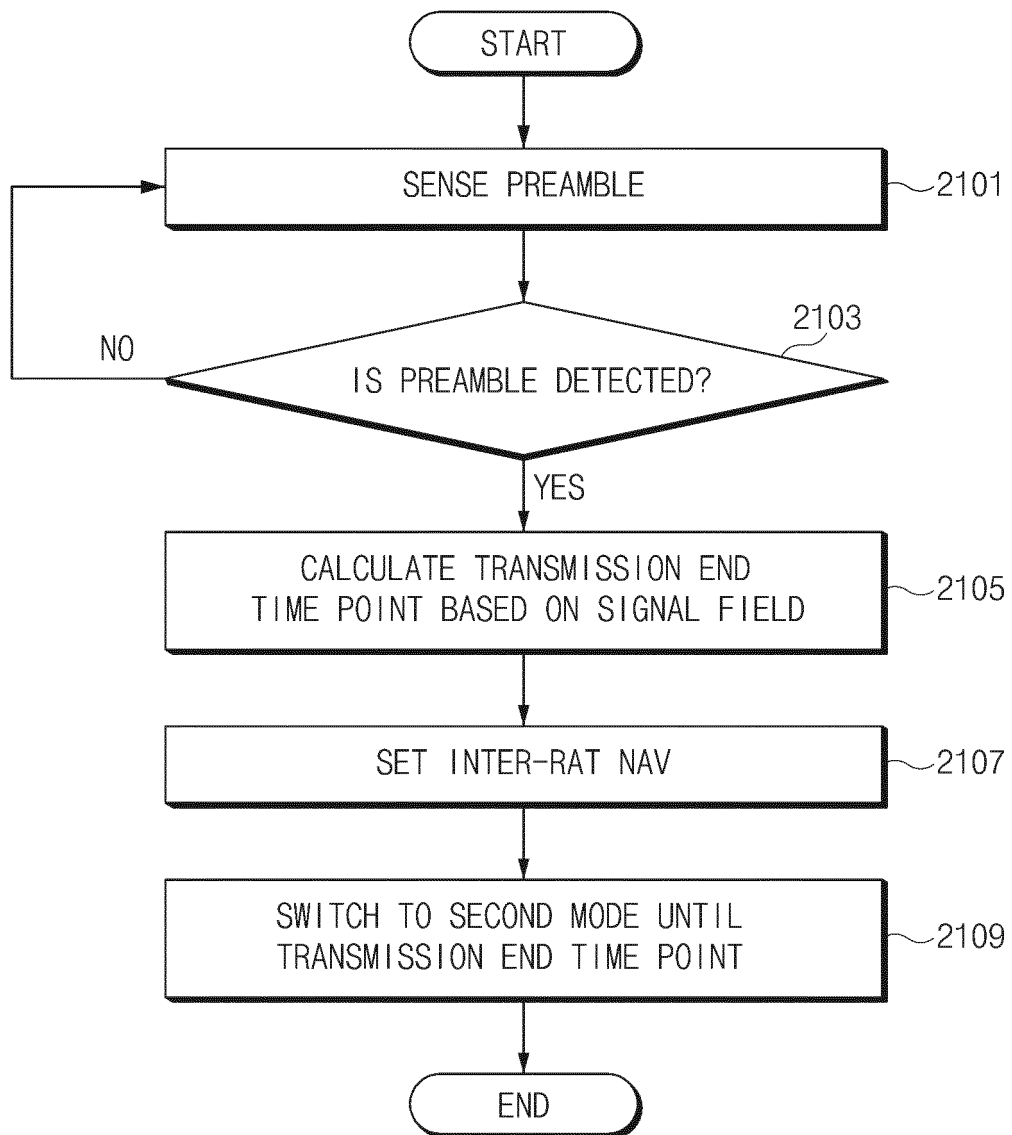 START
SENSE PREAMBLE
2101
2103
NO
IS PREAMBLE DETECTED?
YES
CALCULATE TRANSMISSION END
TIME POINT BASED ON SIGNAL FIELD
2105
SET INTER-RAT NAV
2107
SWITCH TO SECOND MODE UNTIL
TRANSMISSION END TIME POINT
2109
END